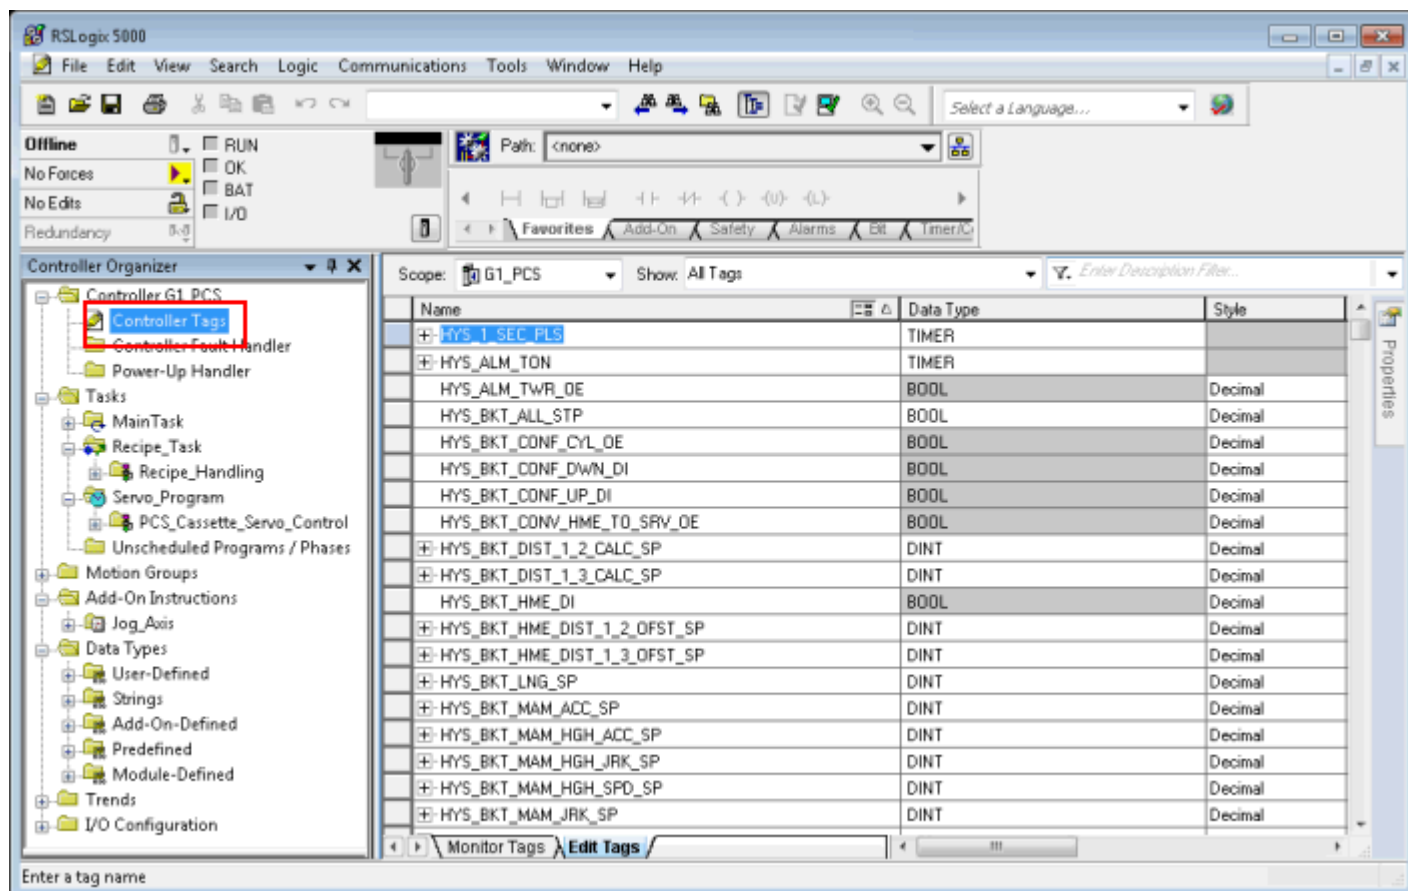 RSLogix 5000
File Edit View Search Logic Communications Tools Window Help
Select a Language...
Offline RUN
No Forces OK
No Edits BAT
Redundancy I/O
Path: <none>
Favorites Add-On Safety Alarms Bit Timer/C
Controller Organizer
Controller G1_PCS
Controller Tags
Controller Fault Handler
Power-Up Handler
Tasks
MainTask
Recipe_Task
Recipe_Handling
Servo_Program
PCS_Cassette_Servo_Control
Unscheduled Programs / Phases
Motion Groups
Add-On Instructions
Jog_Axis
Data Types
User-Defined
Strings
Add-On-Defined
Predefined
Module-Defined
Trends
I/O Configuration
Scope: G1_PCS Show: All Tags Enter Description Filter...
Name Data Type Style
HYS_1_SEC_PLS TIMER
HYS_ALM_TON TIMER
HYS_ALM_TWR_OE BOOL Decimal
HYS_BKT_ALL_STP BOOL Decimal
HYS_BKT_CONF_CYL_OE BOOL Decimal
HYS_BKT_CONF_DWN_DI BOOL Decimal
HYS_BKT_CONF_UP_DI BOOL Decimal
HYS_BKT_CONV_HME_TO_SRV_OE BOOL Decimal
HYS_BKT_DIST_1_2_CALC_SP DINT Decimal
HYS_BKT_DIST_1_3_CALC_SP DINT Decimal
HYS_BKT_HME_DI BOOL Decimal
HYS_BKT_HME_DIST_1_2_OFST_SP DINT Decimal
HYS_BKT_HME_DIST_1_3_OFST_SP DINT Decimal
HYS_BKT_LNG_SP DINT Decimal
HYS_BKT_MAM_ACC_SP DINT Decimal
HYS_BKT_MAM_HGH_ACC_SP DINT Decimal
HYS_BKT_MAM_HGH_JRK_SP DINT Decimal
HYS_BKT_MAM_HGH_SPD_SP DINT Decimal
HYS_BKT_MAM_JRK_SP DINT Decimal
Monitor Tags Edit Tags
Properties
Enter a tag name